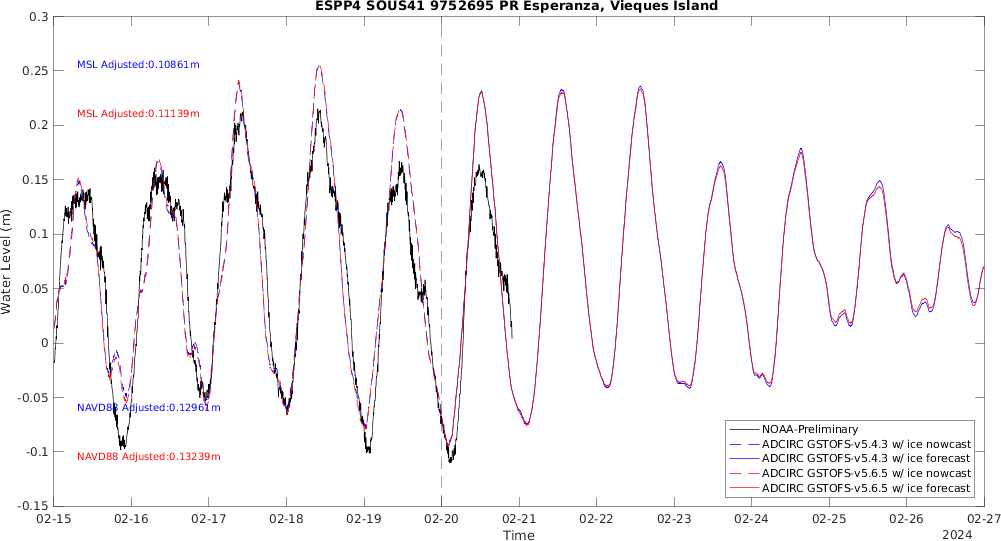 ESPP4 SOUS41 9752695 PR Esperanza, Vieques Island
0.3
0.25
0.2
0.15
0.1
0.05
0
-0.05
-0.1
-0.15
Water Level (m)
MSL Adjusted:0.10861m
MSL Adjusted:0.11139m
NAVD88 Adjusted:0.12961m
NAVD88 Adjusted:0.13239m
NOAA-Preliminary
ADCIRC GSTOFS-v5.4.3 w/ ice nowcast
ADCIRC GSTOFS-v5.4.3 w/ ice forecast
ADCIRC GSTOFS-v5.6.5 w/ ice nowcast
ADCIRC GSTOFS-v5.6.5 w/ ice forecast
02-15 02-16 02-17 02-18 02-19 02-20 02-21 02-22 02-23 02-24 02-25 02-26 02-27
Time
2024